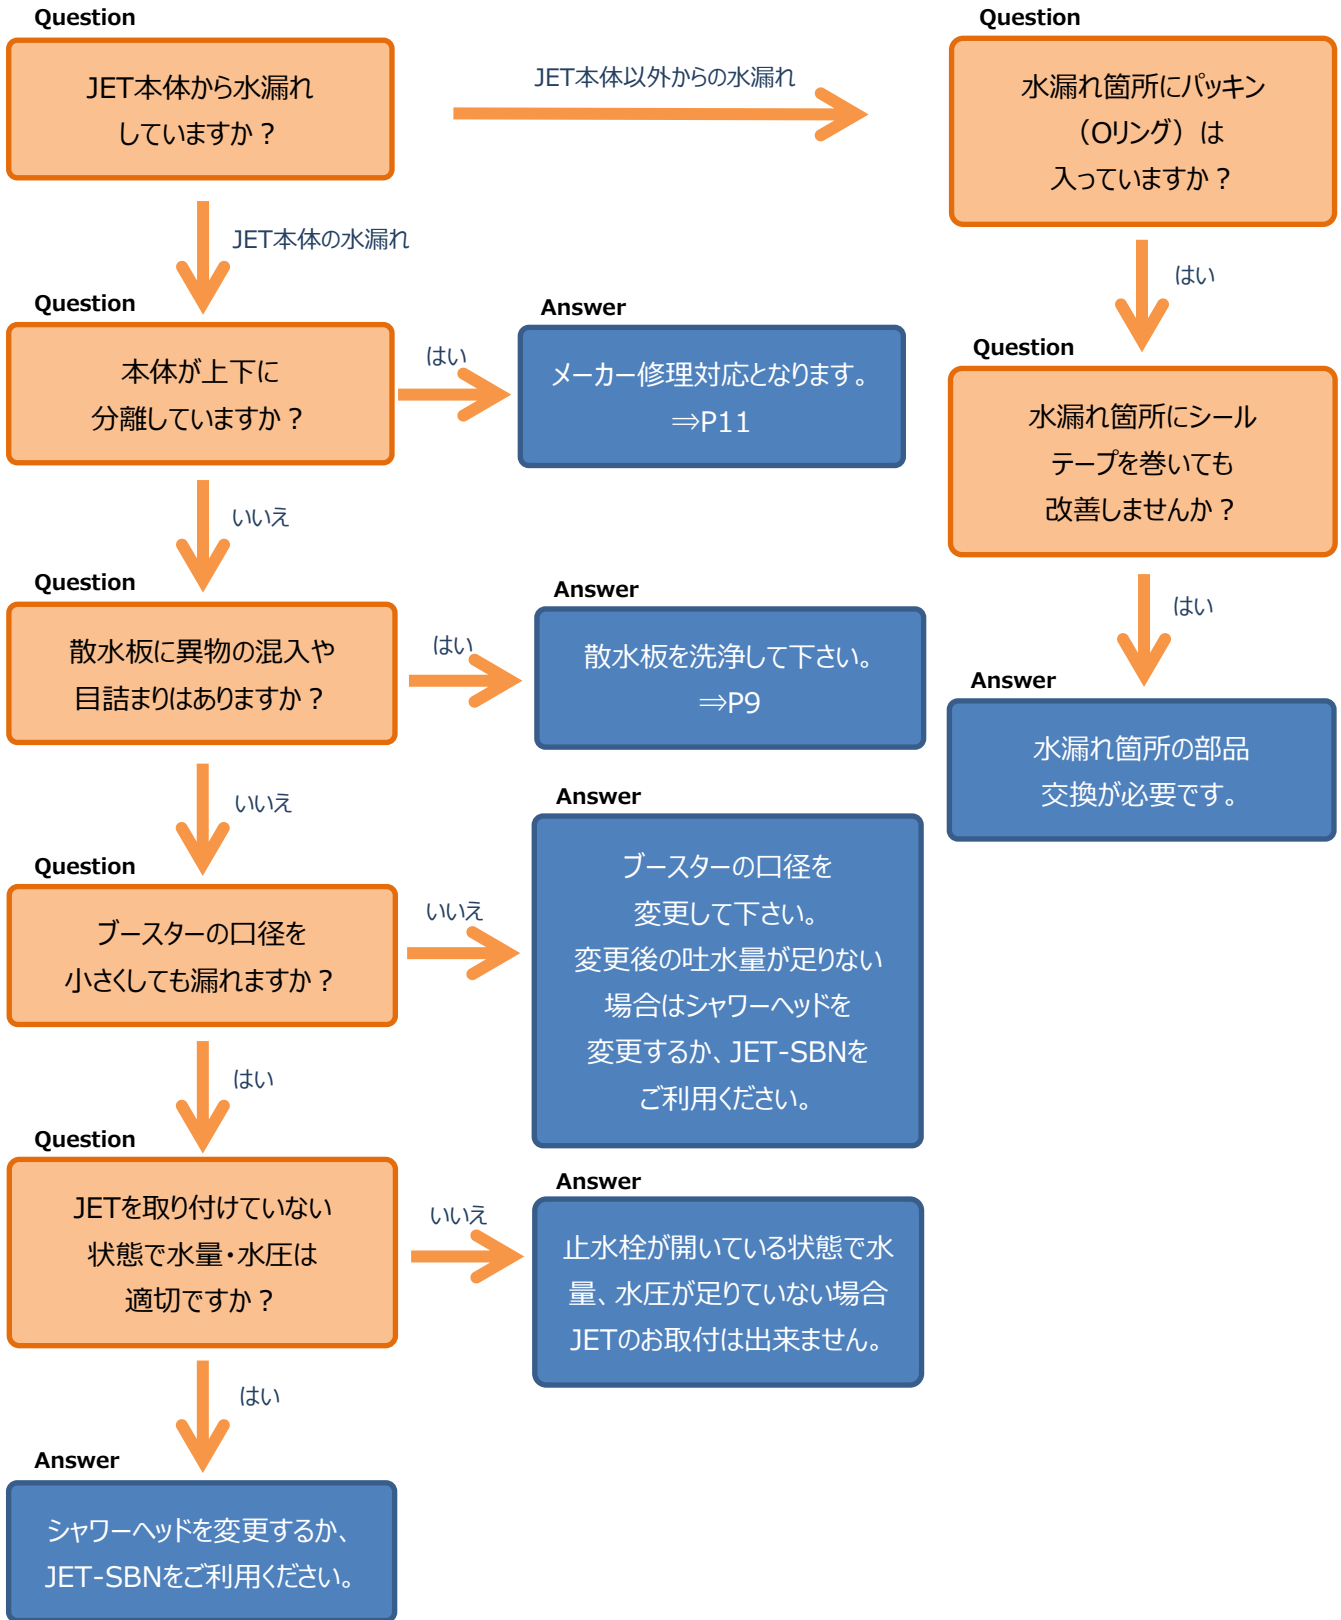 Question
JET本体から水漏れ
していますか？
JET本体以外からの水漏れ
Question
水漏れ箇所にパッキン
（Oリング）は
入っていますか？
JET本体の水漏れ
はい
Question
本体が上下に
分離していますか？
はい
Answer
メーカー修理対応となります。
⇒P11
Question
水漏れ箇所にシール
テープを巻いても
改善しませんか？
いいえ
はい
Question
散水板に異物の混入や
目詰まりはありますか？
はい
Answer
散水板を洗浄して下さい。
⇒P9
Answer
水漏れ箇所の部品
交換が必要です。
いいえ
Question
ブースターの口径を
小さくしても漏れますか？
いいえ
Answer
ブースターの口径を
変更して下さい。
変更後の吐水量が足りない
場合はシャワーヘッドを
変更するか、JET-SBNを
ご利用ください。
はい
Question
JETを取り付けていない
状態で水量・水圧は
適切ですか？
いいえ
Answer
止水栓が開いている状態で水
量、水圧が足りていない場合
JETのお取付は出来ません。
はい
Answer
シャワーヘッドを変更するか、
JET-SBNをご利用ください。